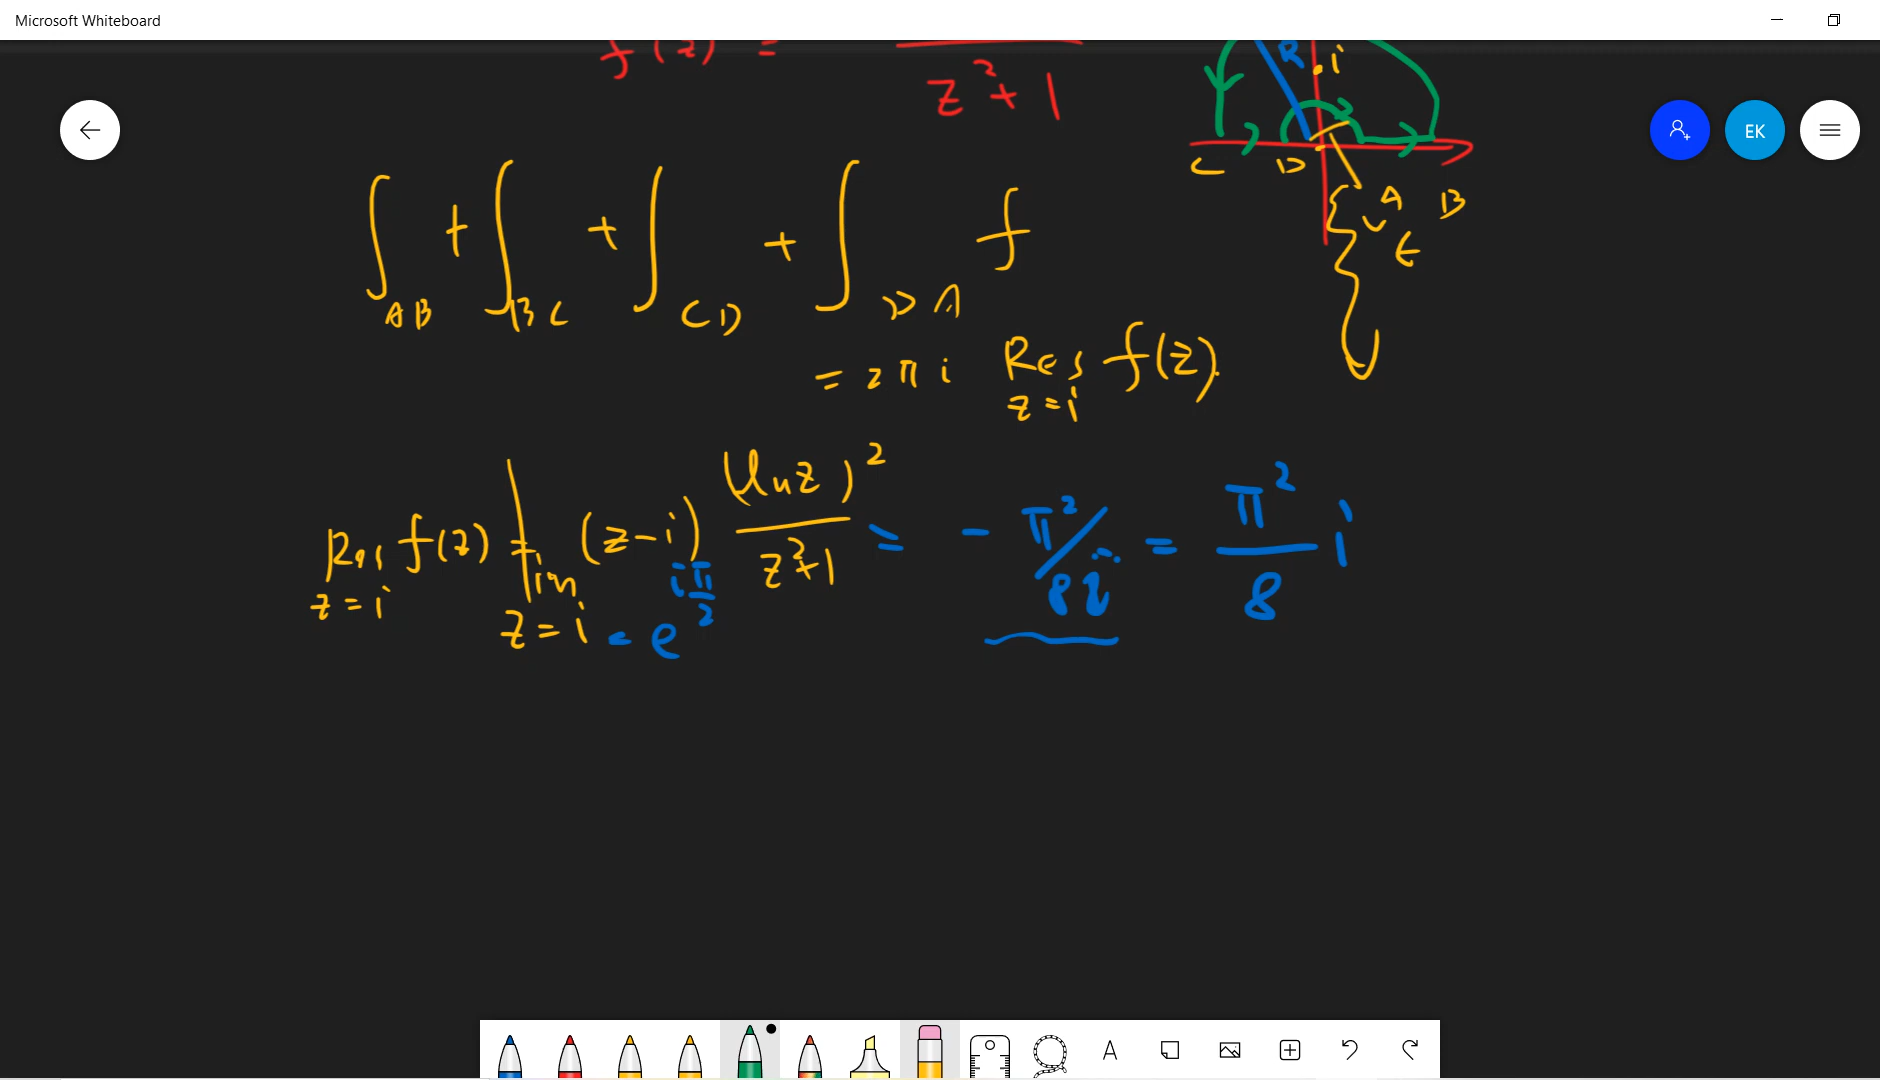 Microsoft Whiteboard
f(z) =
z²+1
R
i
C D A B
ε
EK
∫AB + ∫BC + ∫CD + ∫DA f
= 2πi Res f(z).
z=i
Res f(z) = lim (z-i) (ln z)²/z²+1 = - π²/8i = π²/8 i
z=i z=i = e^iπ/2
A